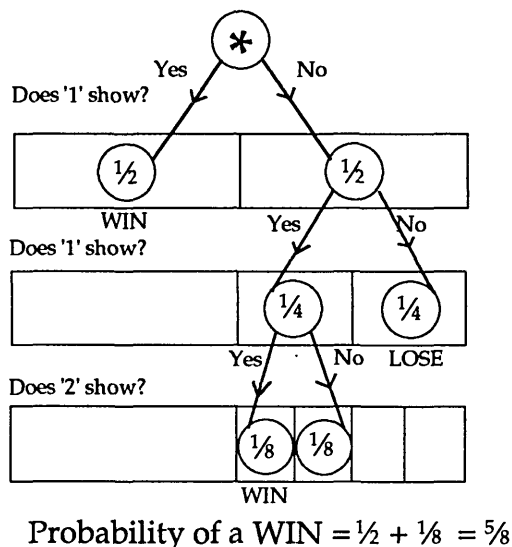 *
Yes No
Does '1' show?
½ ½
WIN
Yes No
Does '1' show?
¼ ¼
Yes No LOSE
Does '2' show?
⅛ ⅛
WIN
Probability of a WIN = ½ + ⅛ = ⅝